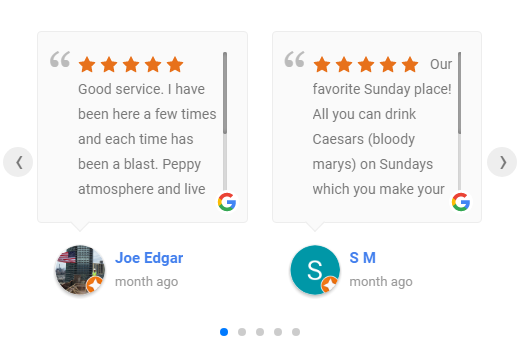 Good service. I have
been here a few times
and each time has
been a blast. Peppy
atmosphere and live
Joe Edgar
month ago
Our
favorite Sunday place!
All you can drink
Caesars (bloody
marys) on Sundays
which you make your
S
S M
month ago